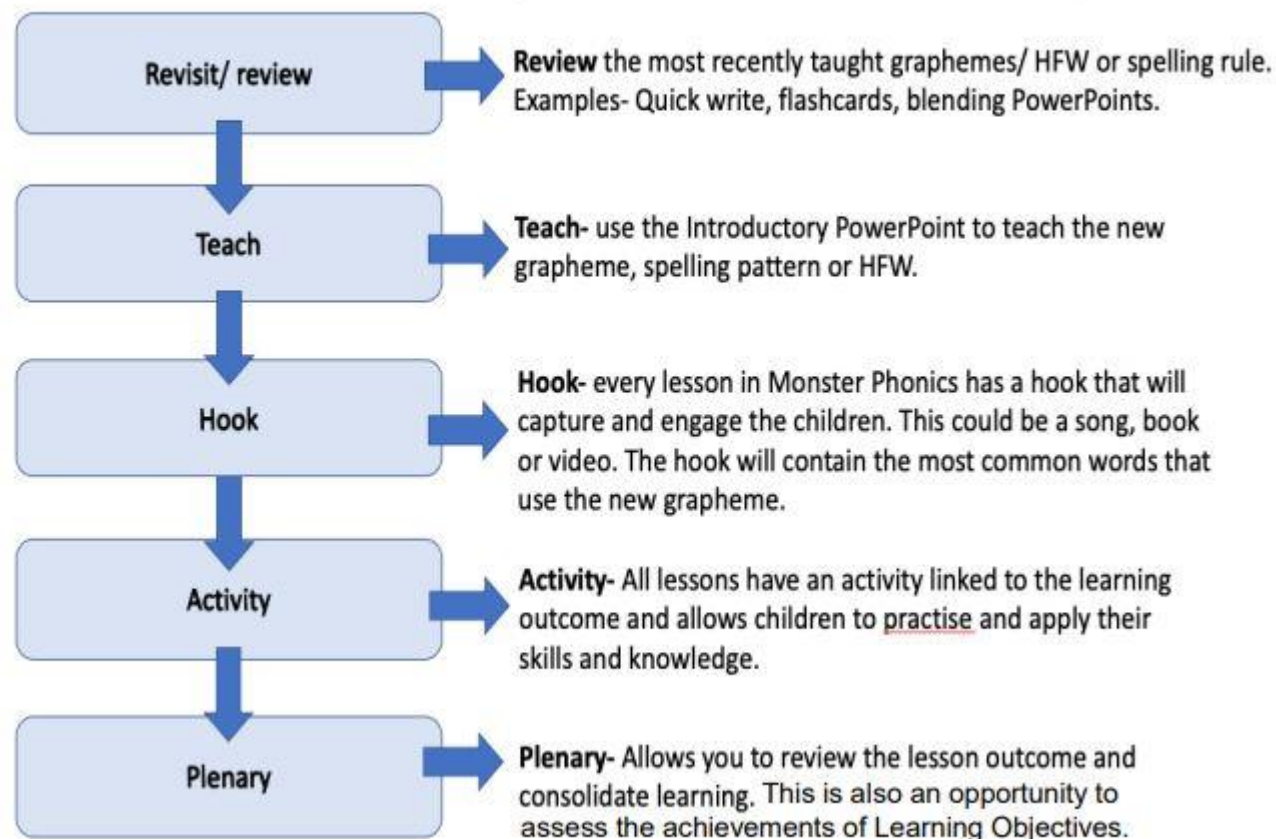 Revisit/ review
Review the most recently taught graphemes/ HFW or spelling rule.
Examples- Quick write, flashcards, blending PowerPoints.
Teach
Teach- use the Introductory PowerPoint to teach the new
grapheme, spelling pattern or HFW.
Hook
Hook- every lesson in Monster Phonics has a hook that will
capture and engage the children. This could be a song, book
or video. The hook will contain the most common words that
use the new grapheme.
Activity
Activity- All lessons have an activity linked to the learning
outcome and allows children to practise and apply their
skills and knowledge.
Plenary
Plenary- Allows you to review the lesson outcome and
consolidate learning. This is also an opportunity to
assess the achievements of Learning Objectives.